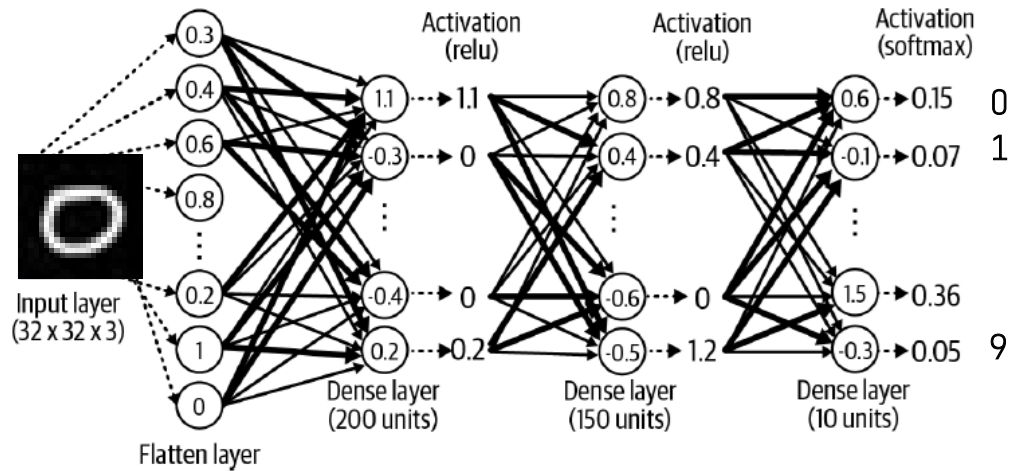 0.3
0.4
0.6
0.8
0.2
1
0
Input layer
(32 x 32 x 3)
Flatten layer
1.1
-0.3
-0.4
0.2
Dense layer
(200 units)
Activation
(relu)
1.1
0
0
0.2
0.8
0.4
-0.6
-0.5
Dense layer
(150 units)
Activation
(relu)
0.8
0.4
0
1.2
0.6
-0.1
1.5
-0.3
Dense layer
(10 units)
Activation
(softmax)
0.15
0.07
0.36
0.05
0
1
9